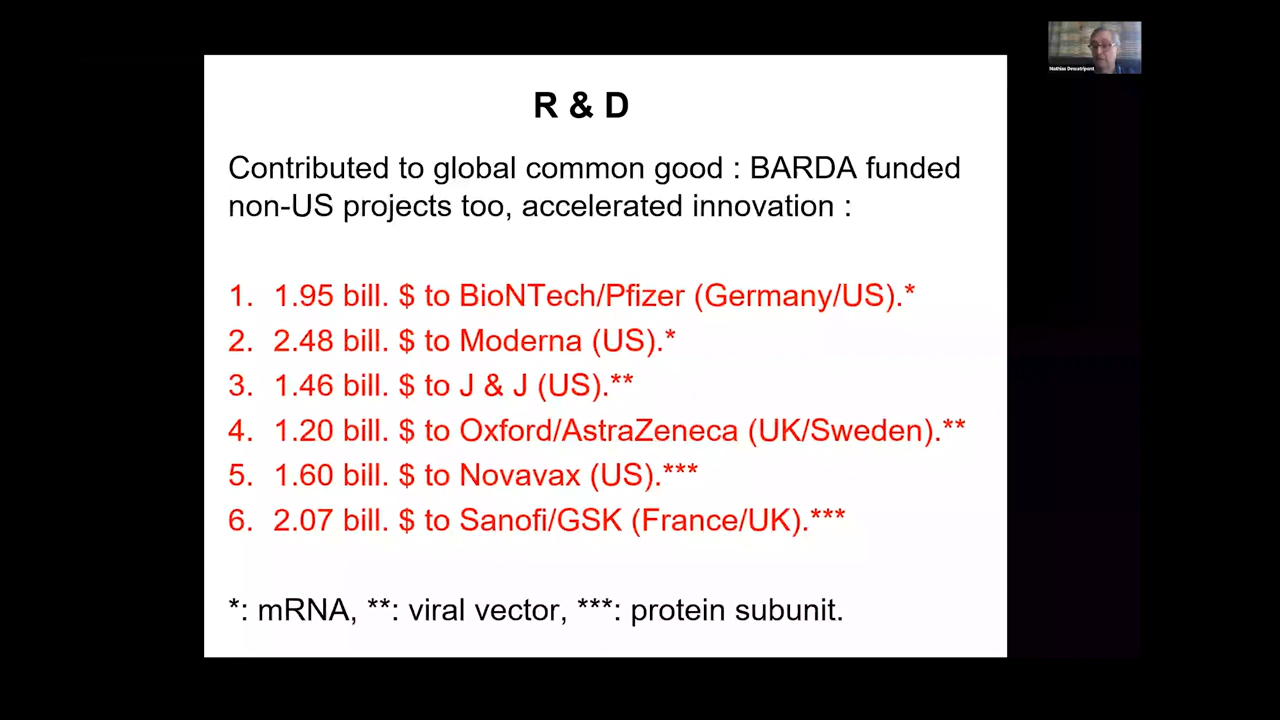 R & D
Contributed to global common good : BARDA funded
non-US projects too, accelerated innovation :
1. 1.95 bill. $ to BioNTech/Pfizer (Germany/US).*
2. 2.48 bill. $ to Moderna (US).*
3. 1.46 bill. $ to J & J (US).**
4. 1.20 bill. $ to Oxford/AstraZeneca (UK/Sweden).**
5. 1.60 bill. $ to Novavax (US).***
6. 2.07 bill. $ to Sanofi/GSK (France/UK).***
*: mRNA, **: viral vector, ***: protein subunit.
Mathias Dewatripont